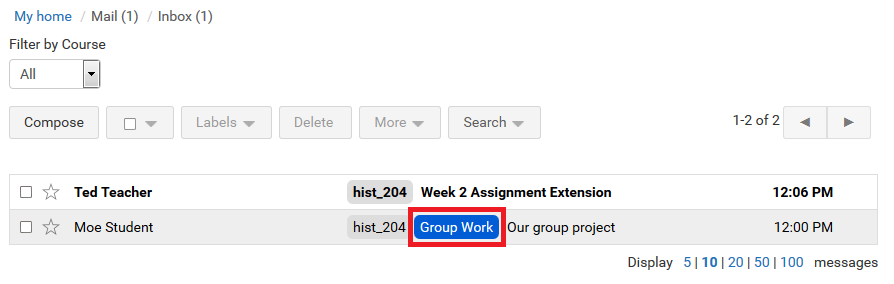 My home / Mail (1) / Inbox (1)
Filter by Course
All
Compose Labels Delete More Search 1-2 of 2
Ted Teacher hist_204 Week 2 Assignment Extension 12:06 PM
Moe Student hist_204 Group Work Our group project 12:00 PM
Display 5 | 10 | 20 | 50 | 100 messages